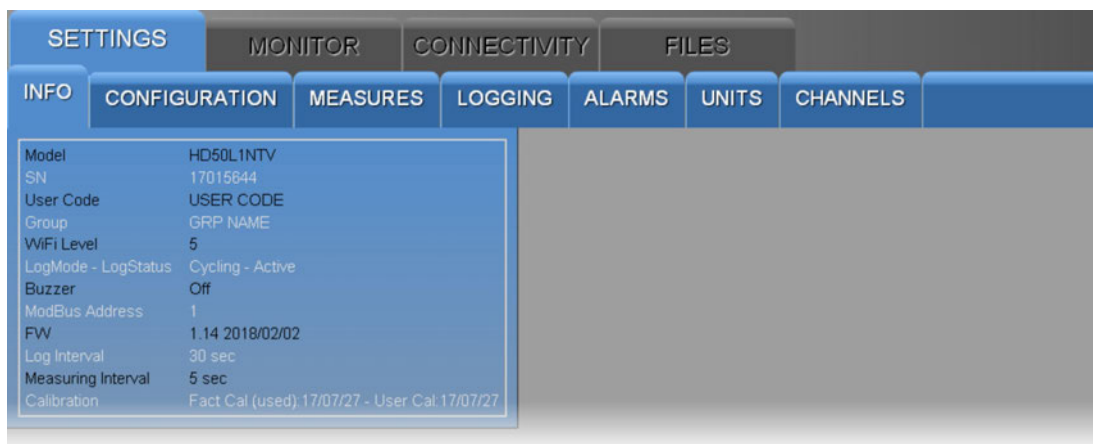 SETTINGS MONITOR CONNECTIVITY FILES
INFO CONFIGURATION MEASURES LOGGING ALARMS UNITS CHANNELS
Model HD50L1NTV
SN 17015644
User Code USER CODE
Group GRP NAME
WiFi Level 5
LogMode - LogStatus Cycling - Active
Buzzer Off
ModBus Address 1
FW 1.14 2018/02/02
Log Interval 30 sec
Measuring Interval 5 sec
Calibration Fact Cal (used):17/07/27 - User Cal:17/07/27